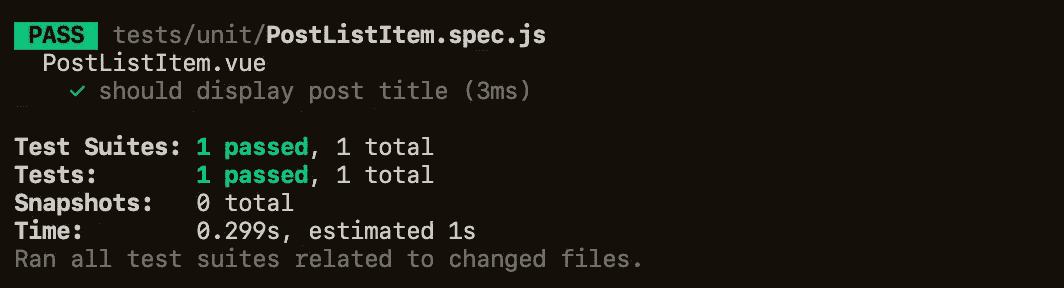 PASS tests/unit/PostListItem.spec.js
PostListItem.vue
✓ should display post title (3ms)
Test Suites: 1 passed, 1 total
Tests: 1 passed, 1 total
Snapshots: 0 total
Time: 0.299s, estimated 1s
Ran all test suites related to changed files.